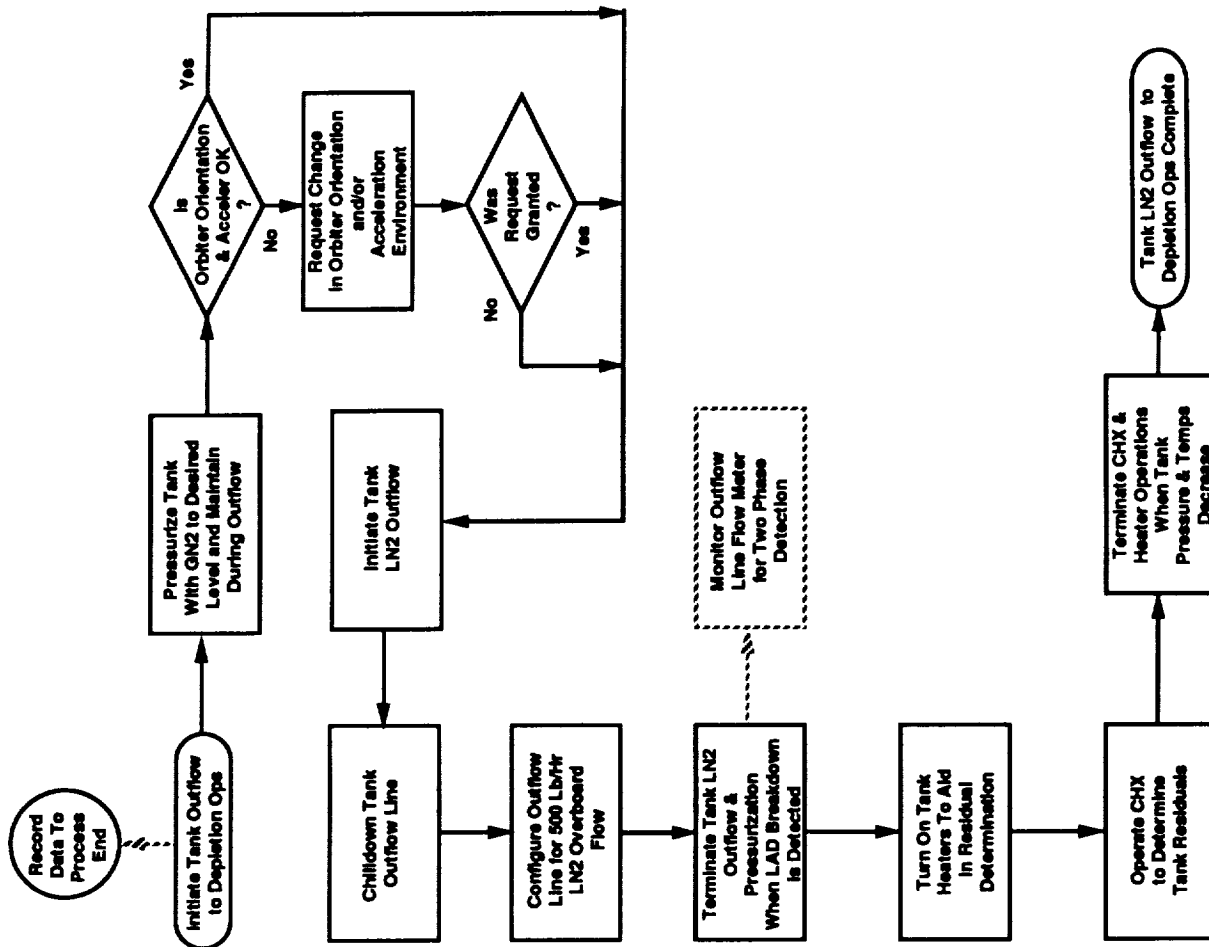 Record
Data To
Process
End
Initiate Tank Outflow
to Depletion Ops
Pressurize Tank
With GN2 to Desired
Level and Maintain
During Outflow
Is
Orbiter Orientation
& Acceler OK
?
Yes
No
Request Change
in Orbiter Orientation
and/or
Acceleration
Environment
Was
Request
Granted
?
No
Yes
Initiate Tank
LN2 Outflow
Chilldown Tank
Outflow Line
Configure Outflow
Line for 500 Lb/Hr
LN2 Overboard
Flow
Terminate Tank LN2
Outflow &
Pressurization
When LAD Breakdown
is Detected
Monitor Outflow
Line Flow Meter
for Two Phase
Detection
Turn On Tank
Heaters To Aid
in Residual
Determination
Operate CHX
to Determine
Tank Residuals
Terminate CHX &
Heater Operations
When Tank
Pressure & Temps
Decrease
Tank LN2 Outflow to
Depletion Ops Complete